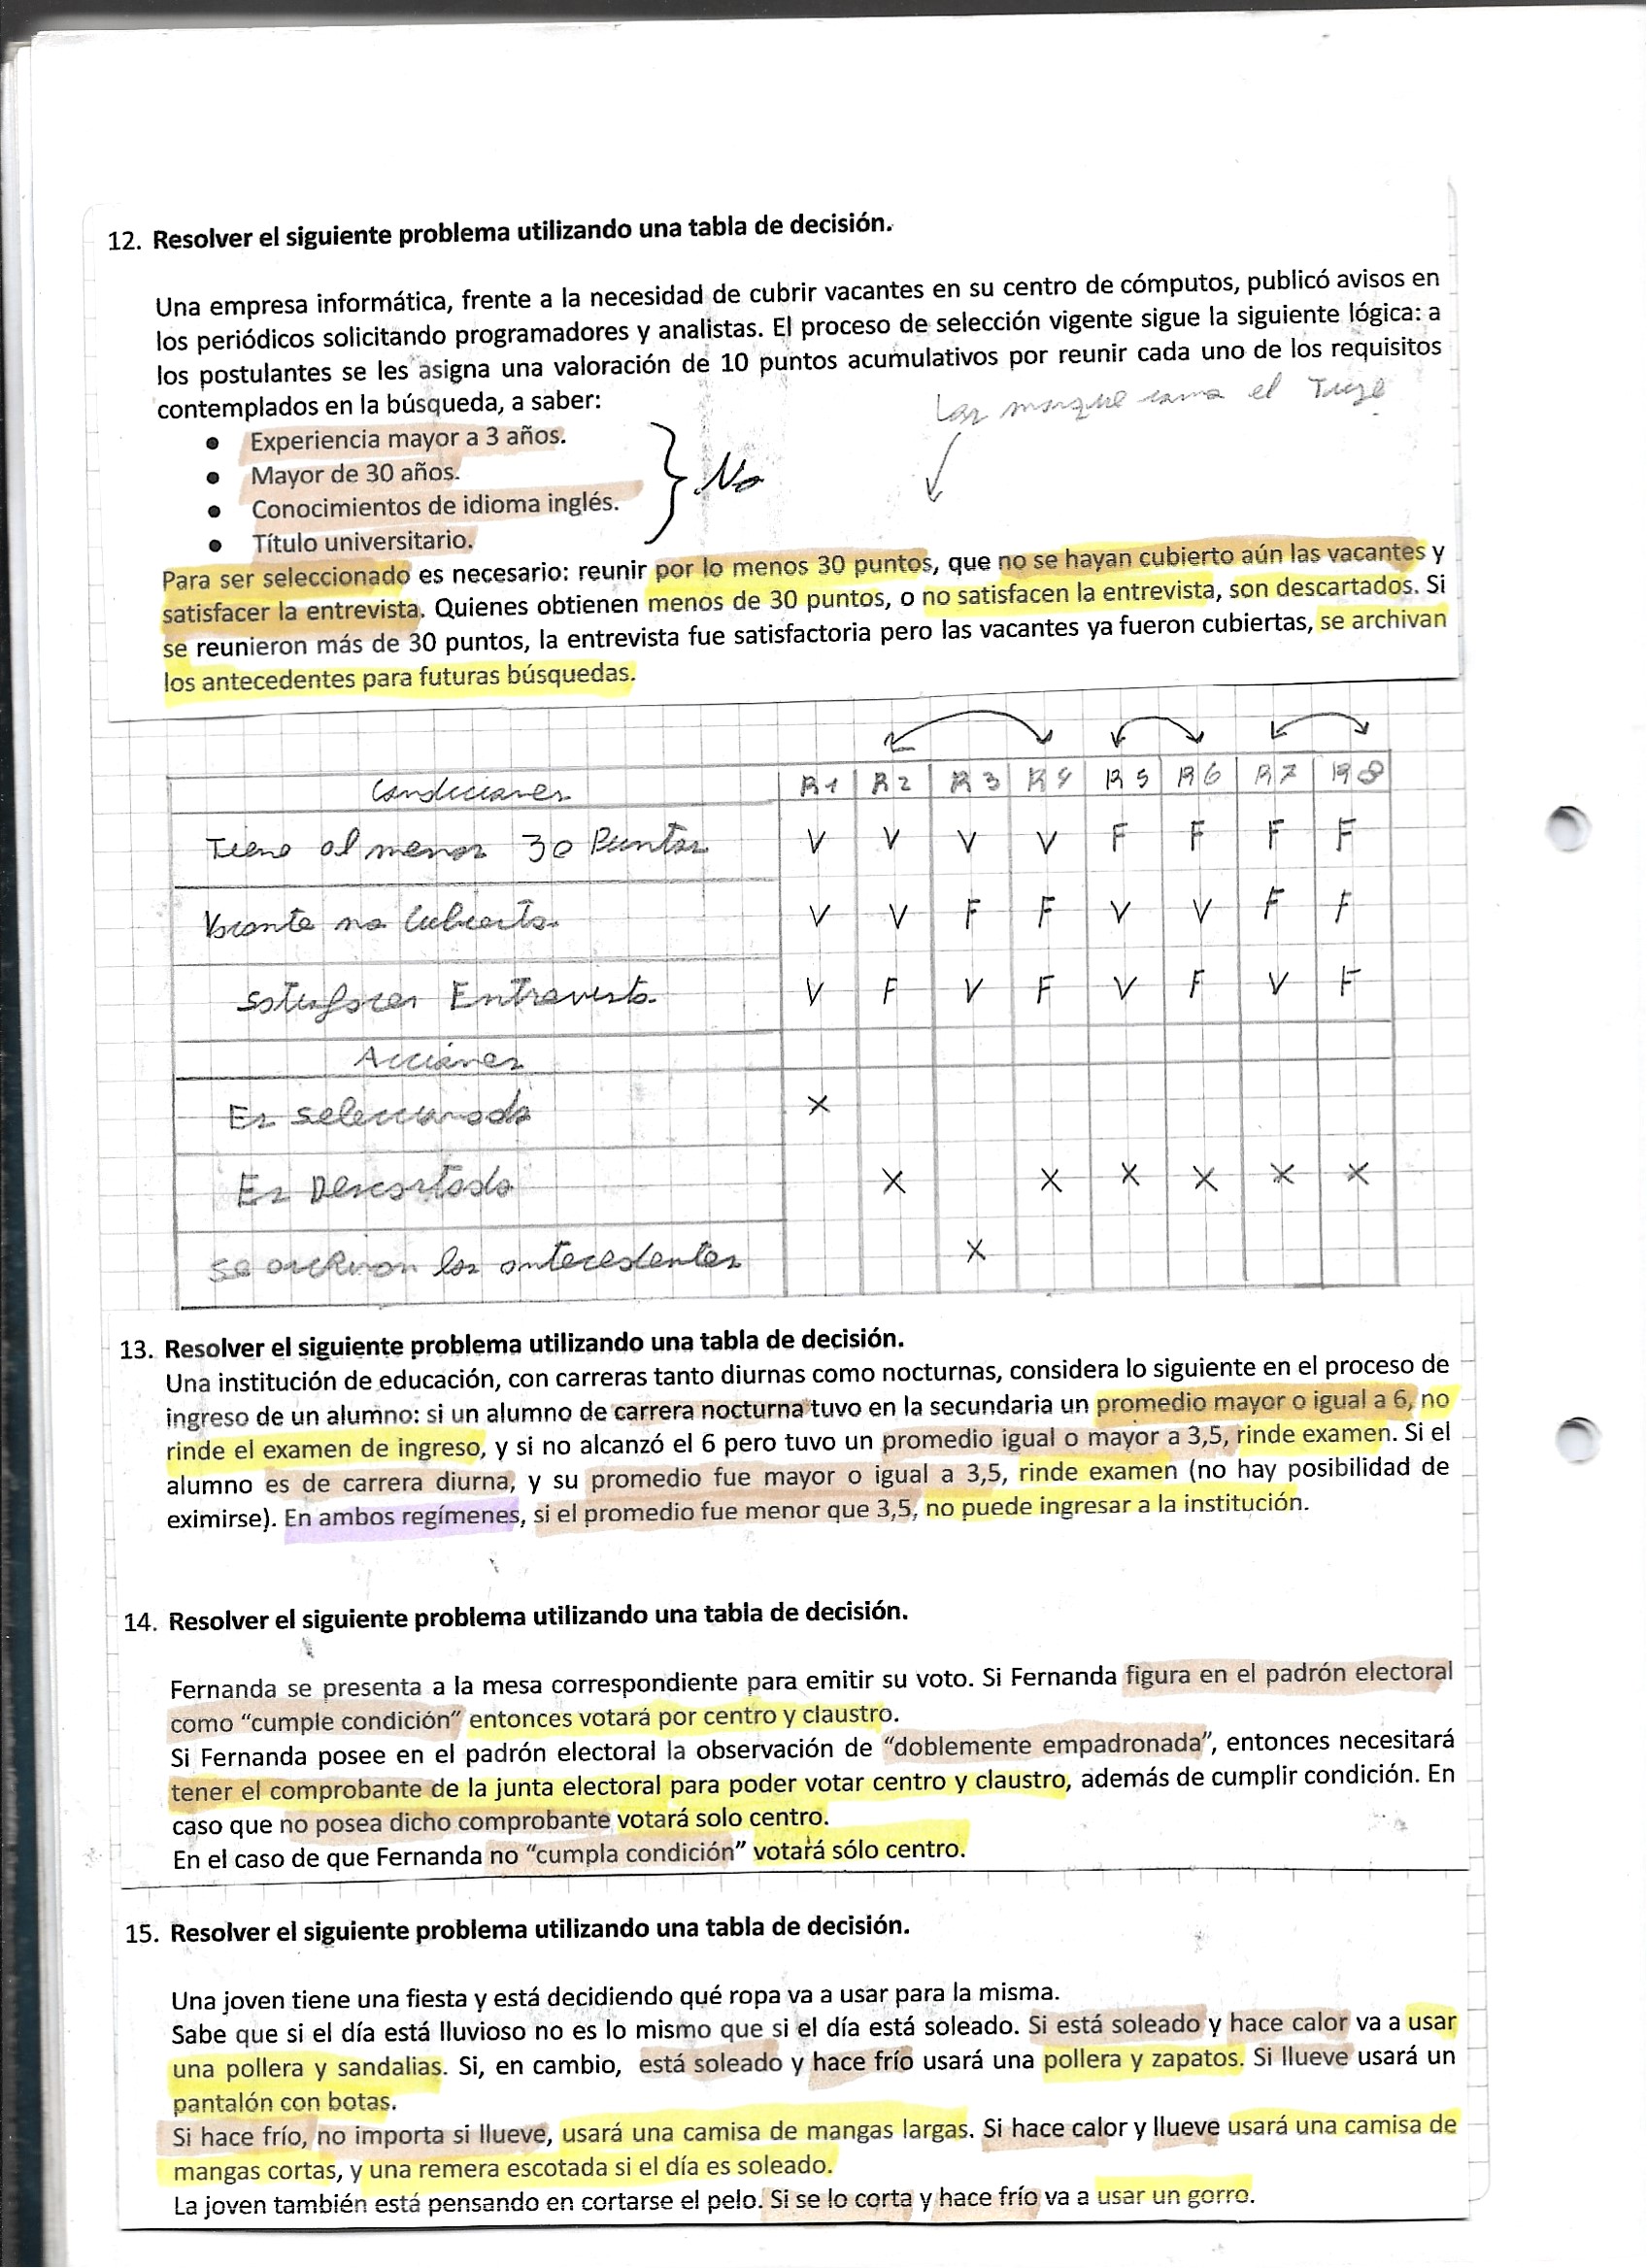 12. Resolver el siguiente problema utilizando una tabla de decisión.
Una empresa informática, frente a la necesidad de cubrir vacantes en su centro de cómputos, publicó avisos en
los periódicos solicitando programadores y analistas. El proceso de selección vigente sigue la siguiente lógica: a
los postulantes se les asigna una valoración de 10 puntos acumulativos por reunir cada uno de los requisitos
contemplados en la búsqueda, a saber:
Las marque como el
• Experiencia mayor a 3 años.
• Mayor de 30 años.
No
• Conocimientos de idioma inglés.
• Título universitario.
Para ser seleccionado es necesario: reunir por lo menos 30 puntos, que no se hayan cubierto aún las vacantes y
satisfacer la entrevista. Quienes obtienen menos de 30 puntos, o no satisfacen la entrevista, son descartados. Si
se reunieron más de 30 puntos, la entrevista fue satisfactoria pero las vacantes ya fueron cubiertas, se archivan
los antecedentes para futuras búsquedas.
Condiciones R1 R2 R3 R4 R5 R6 R7 R8
Tiene al menos 30 Puntos V V V V F F F F
Vacante no Cubierta V V F F V V F F
Satisfacer Entrevista V F V F V F V F
Acciones
Es seleccionado X
Es Descartado X X X X X X
se archivan los antecedentes X
13. Resolver el siguiente problema utilizando una tabla de decisión.
Una institución de educación, con carreras tanto diurnas como nocturnas, considera lo siguiente en el proceso de
ingreso de un alumno: si un alumno de carrera nocturna tuvo en la secundaria un promedio mayor o igual a 6, no
rinde el examen de ingreso, y si no alcanzó el 6 pero tuvo un promedio igual o mayor a 3,5, rinde examen. Si el
alumno es de carrera diurna, y su promedio fue mayor o igual a 3,5, rinde examen (no hay posibilidad de
eximirse). En ambos regímenes, si el promedio fue menor que 3,5, no puede ingresar a la institución.
14. Resolver el siguiente problema utilizando una tabla de decisión.
Fernanda se presenta a la mesa correspondiente para emitir su voto. Si Fernanda figura en el padrón electoral
como “cumple condición” entonces votará por centro y claustro.
Si Fernanda posee en el padrón electoral la observación de “doblemente empadronada”, entonces necesitará
tener el comprobante de la junta electoral para poder votar centro y claustro, además de cumplir condición. En
caso que no posea dicho comprobante votará solo centro.
En el caso de que Fernanda no “cumpla condición” votará sólo centro.
15. Resolver el siguiente problema utilizando una tabla de decisión.
Una joven tiene una fiesta y está decidiendo qué ropa va a usar para la misma.
Sabe que si el día está lluvioso no es lo mismo que si el día está soleado. Si está soleado y hace calor va a usar
una pollera y sandalias. Si, en cambio, está soleado y hace frío usará una pollera y zapatos. Si llueve usará un
pantalón con botas.
Si hace frío, no importa si llueve, usará una camisa de mangas largas. Si hace calor y llueve usará una camisa de
mangas cortas, y una remera escotada si el día es soleado.
La joven también está pensando en cortarse el pelo. Si se lo corta y hace frío va a usar un gorro.